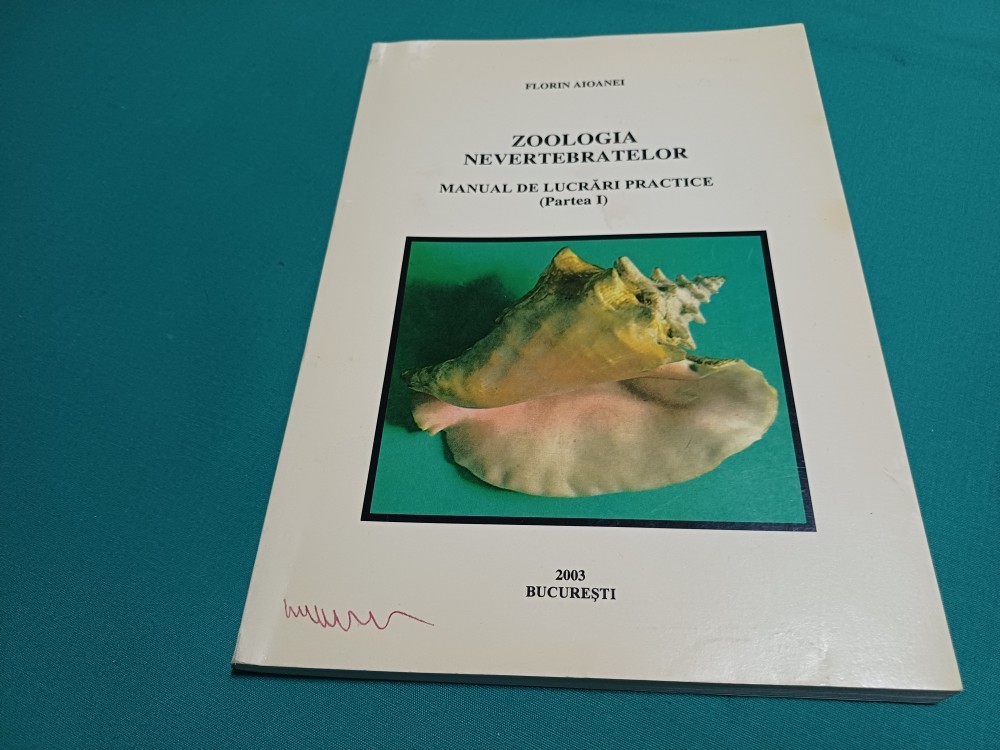 FLORIN AIOANEI
ZOOLOGIA
NEVERTEBRATELOR
MANUAL DE LUCRĂRI PRACTICE
(Partea I)
2003
BUCUREŞTI